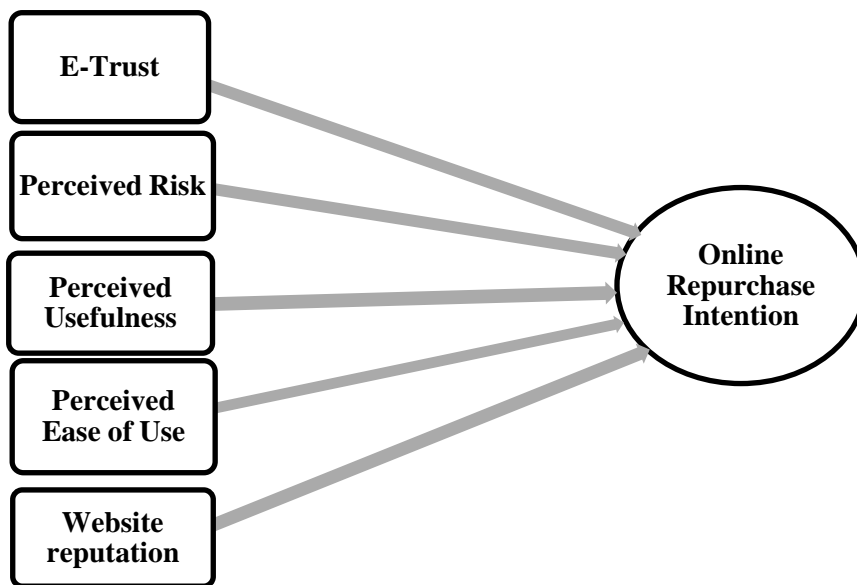 E-Trust
Perceived Risk
Perceived
Usefulness
Perceived
Ease of Use
Website
reputation
Online
Repurchase
Intention